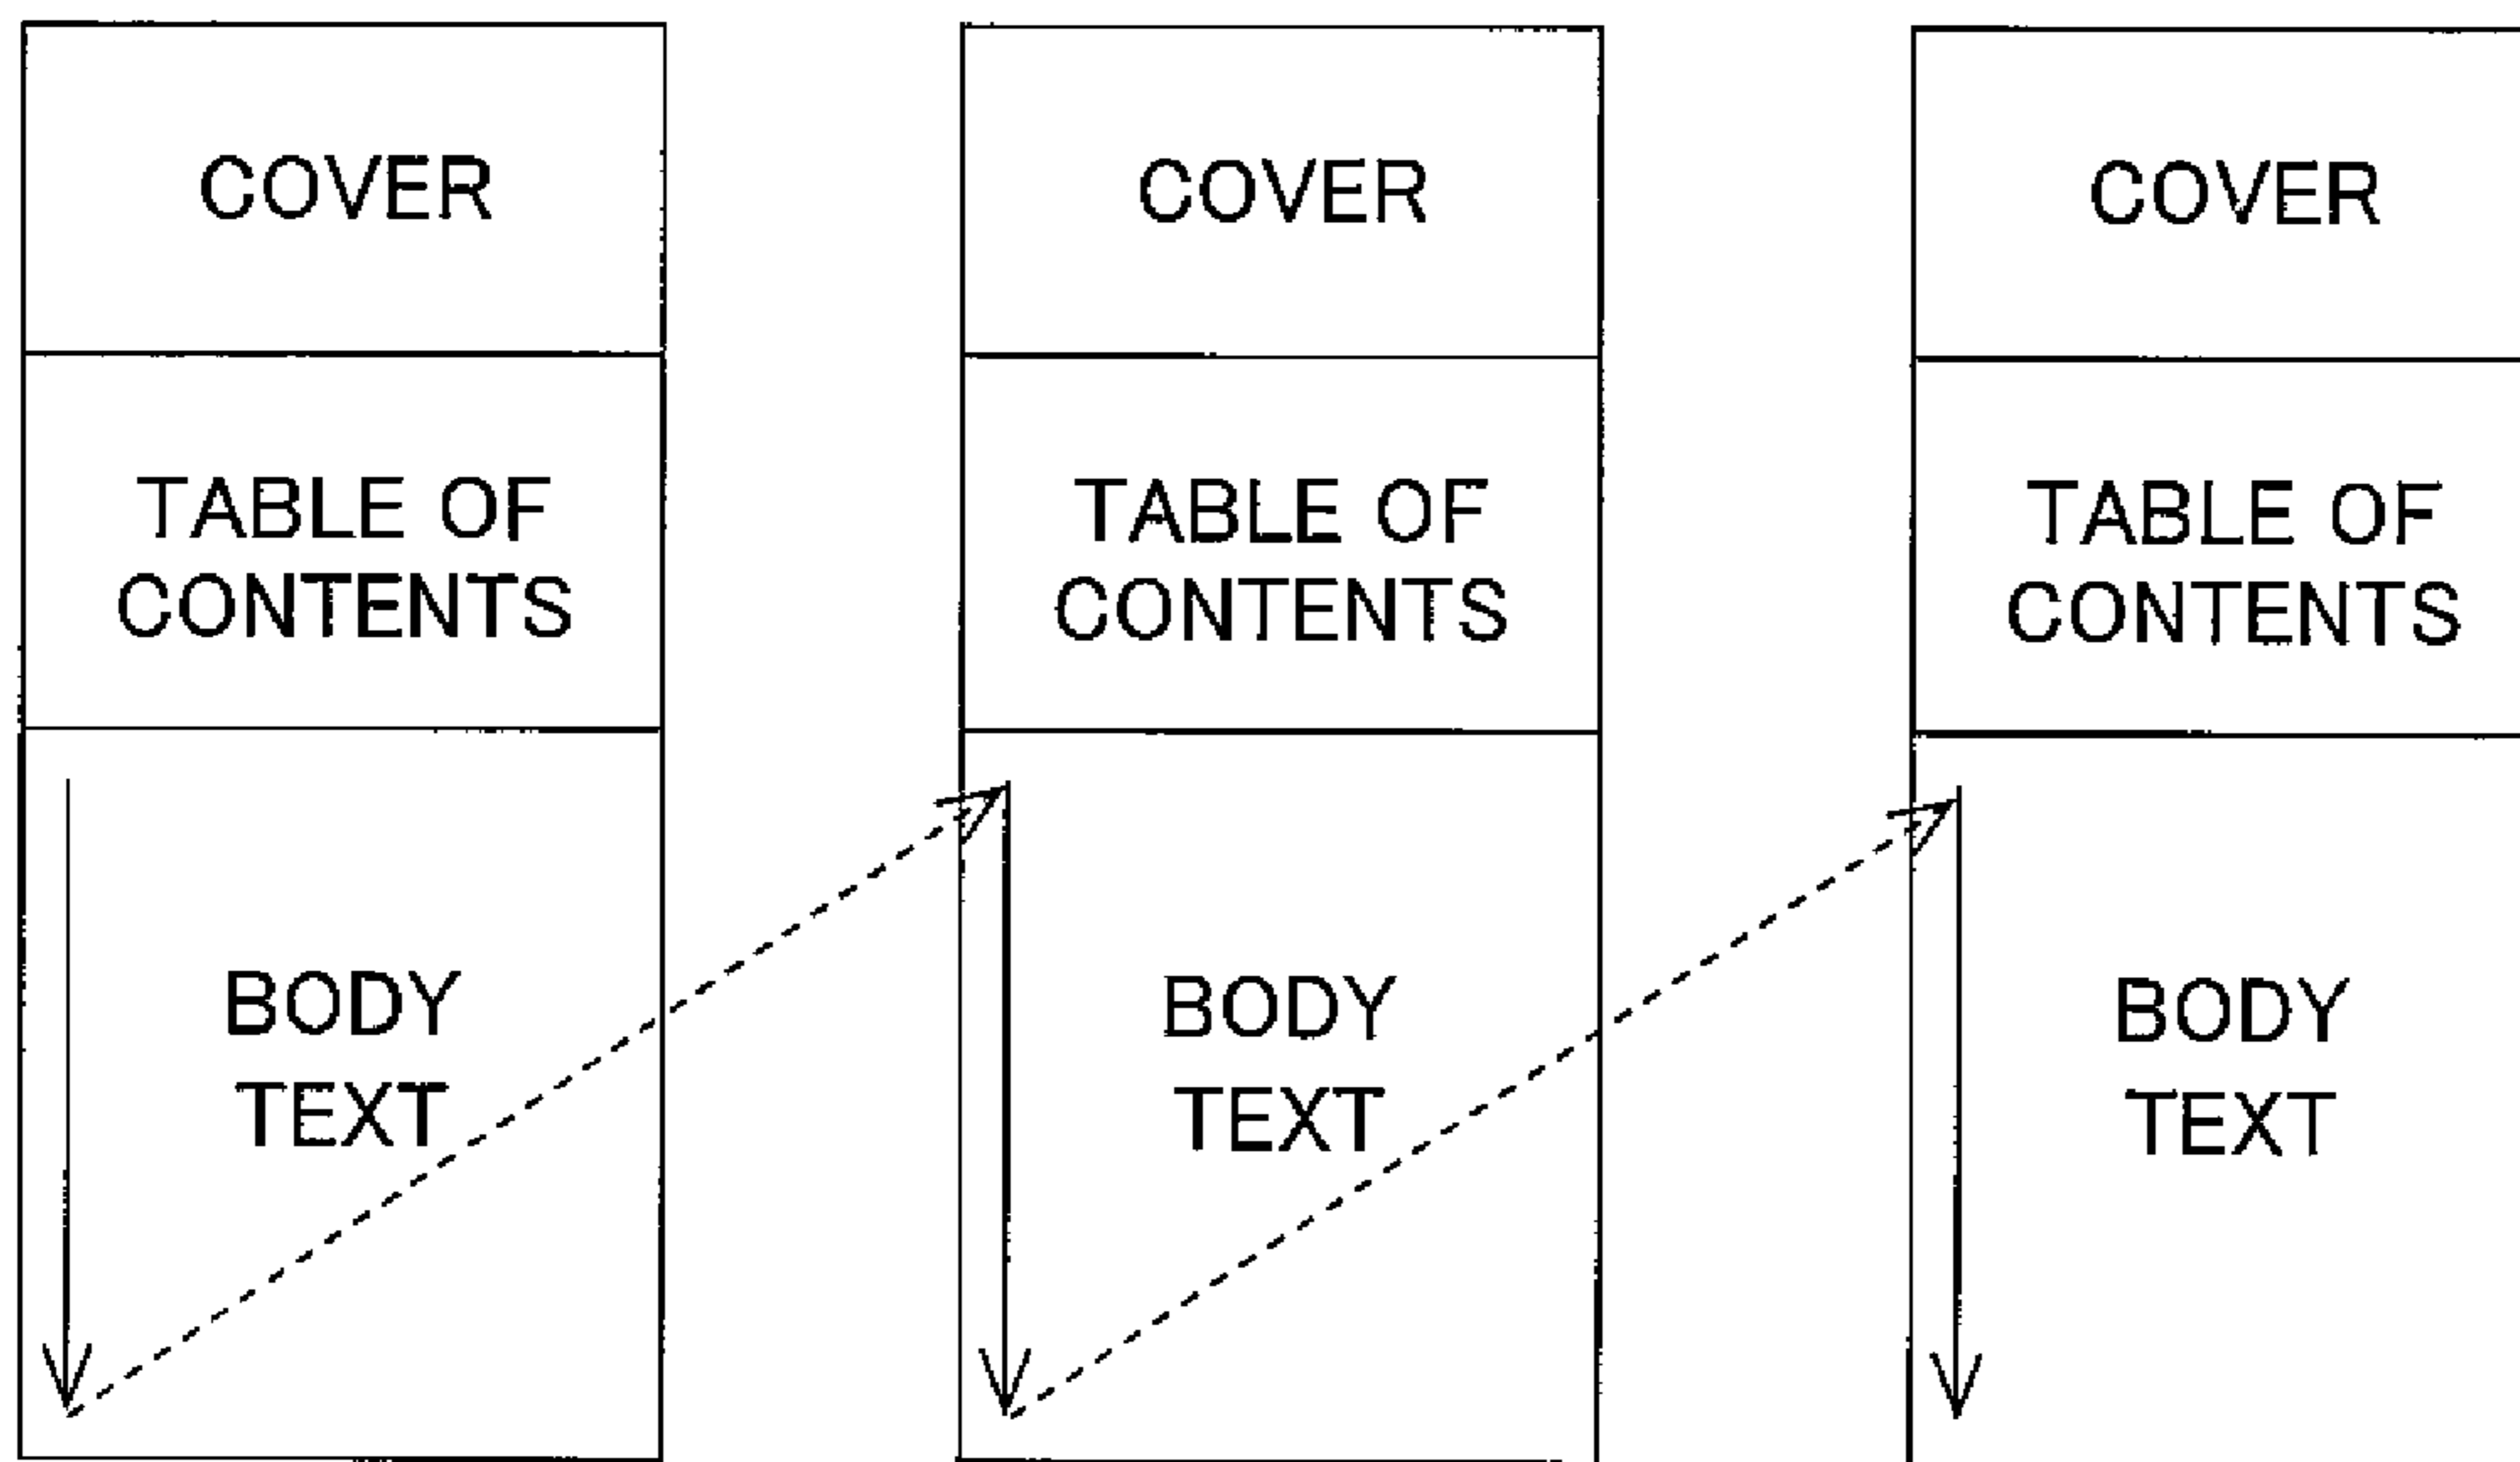 COVER
TABLE OF
CONTENTS
BODY
TEXT
COVER
TABLE OF
CONTENTS
BODY
TEXT
COVER
TABLE OF
CONTENTS
BODY
TEXT